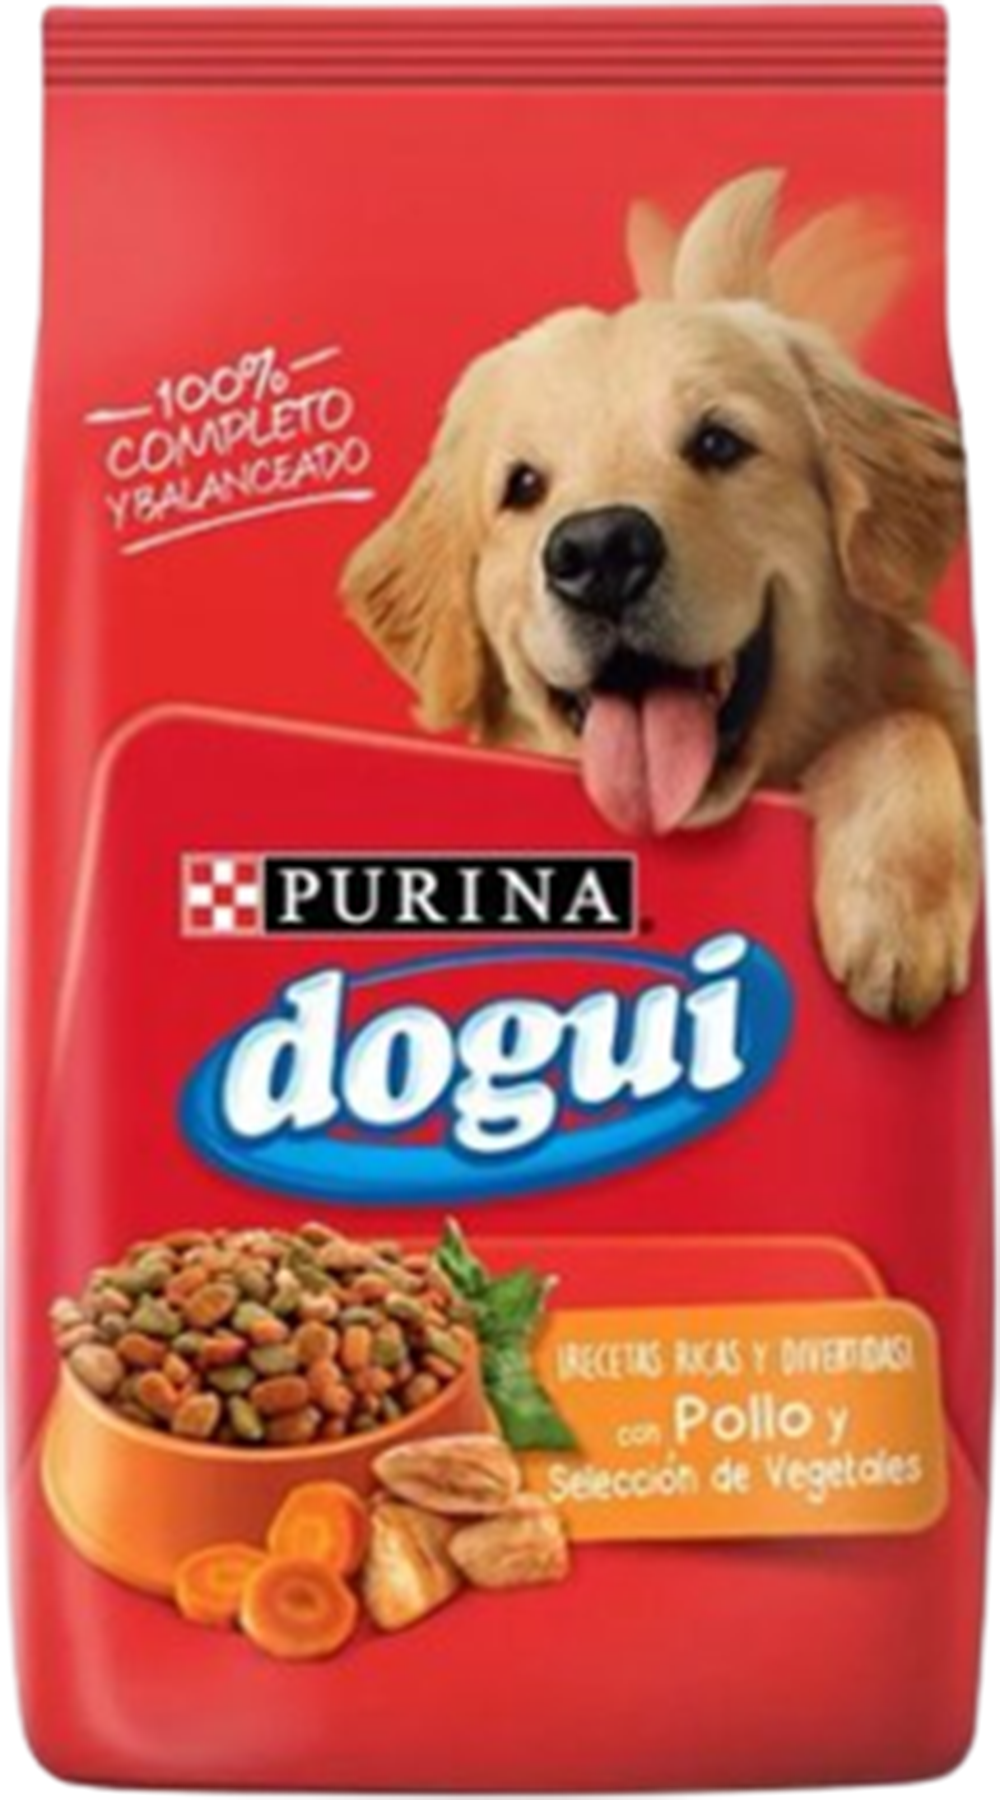 100%
COMPLETO
Y BALANCEADO
PURINA
dogui
¡RECETAS RICAS Y DIVERTIDAS!
con Pollo y
Selección de Vegetales